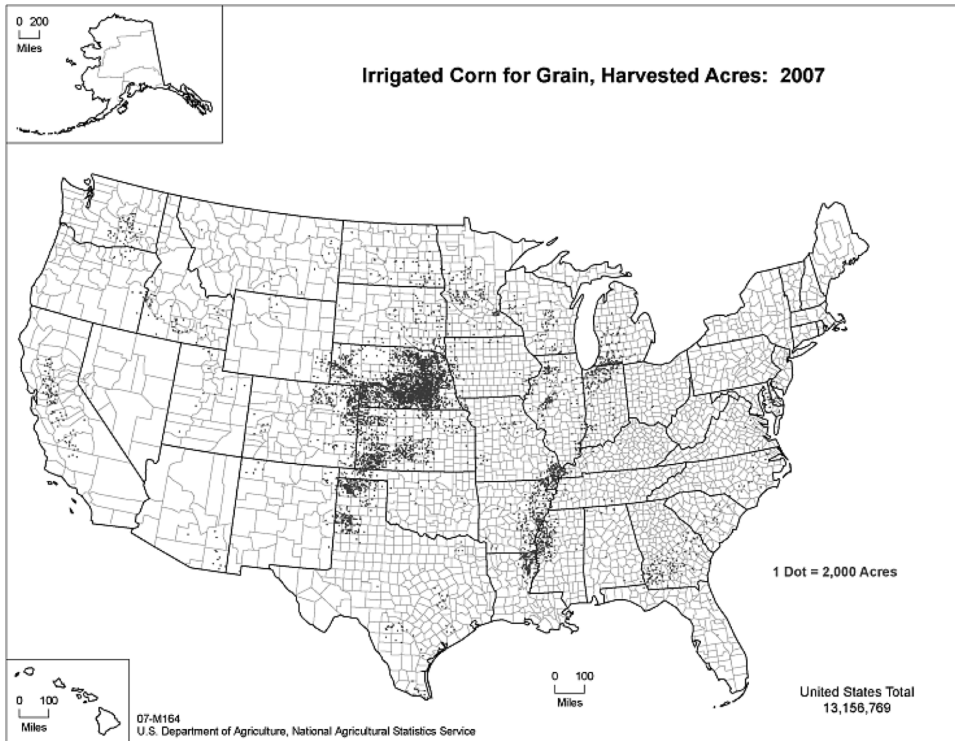 0 200
Miles
Irrigated Corn for Grain, Harvested Acres: 2007
1 Dot = 2,000 Acres
0 100
Miles
0 100
Miles
United States Total
13,156,769
07-M164
U.S. Department of Agriculture, National Agricultural Statistics Service